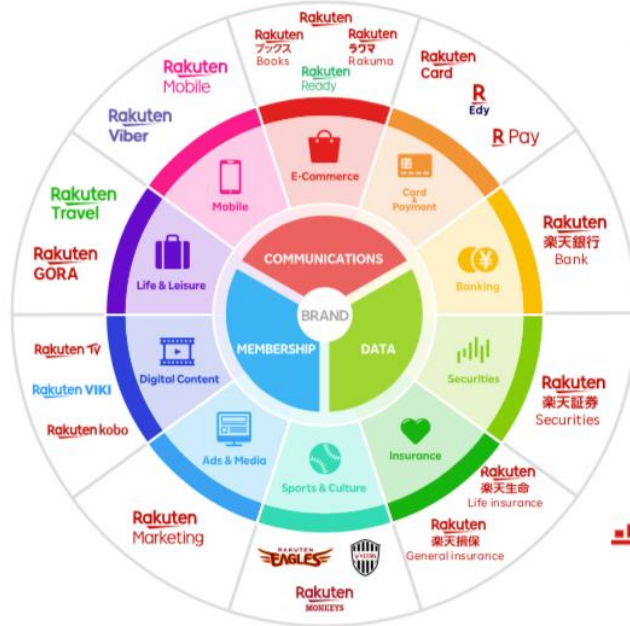 Rakuten
Rakuten
ブックス
Books
Rakuten
ラクマ
Rakuma
Rakuten
Ready
Rakuten
Card
R
Edy
R Pay
Rakuten
楽天銀行
Bank
Rakuten
楽天証券
Securities
Rakuten
楽天生命
Life insurance
Rakuten
楽天損保
General insurance
RAKUTEN
EAGLES
Rakuten
MONKEYS
Rakuten
Marketing
Rakuten TV
Rakuten VIKI
Rakuten kobo
Rakuten
Travel
Rakuten
GORA
Rakuten
Mobile
Rakuten
Viber
E-Commerce
Card
&
Payment
Banking
Securities
Insurance
Sports & Culture
Ads & Media
Digital Content
Life & Leisure
Mobile
COMMUNICATIONS
BRAND
MEMBERSHIP
DATA